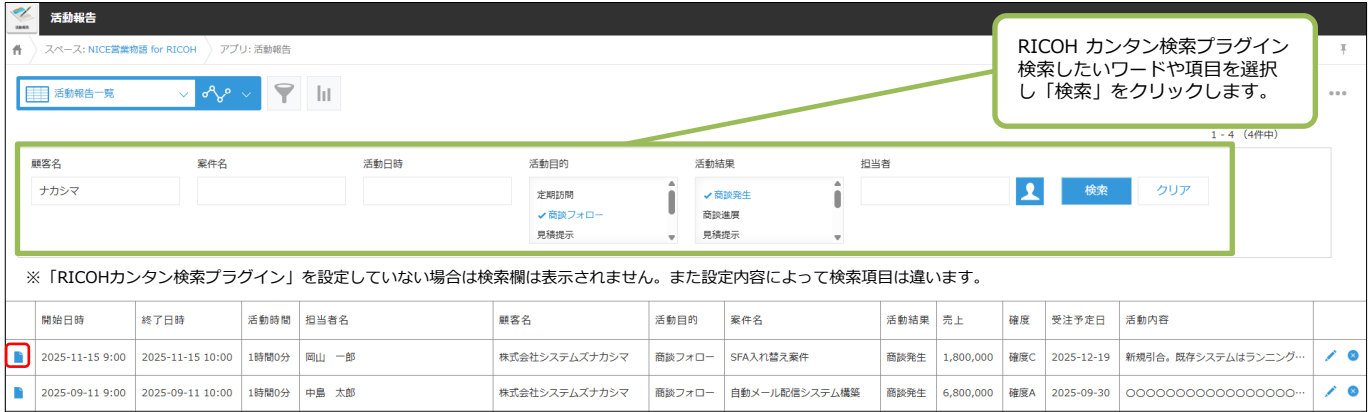 活動報告
活動報告
スペース: NICE営業物語 for RICOH
アプリ: 活動報告
RICOH カンタン検索プラグイン
検索したいワードや項目を選択
し「検索」をクリックします。
活動報告一覧
1 - 4 （4件中）
顧客名 案件名 活動日時 活動目的 活動結果 担当者
ナカシマ
定期訪問
商談フォロー
見積提示
商談発生
商談進展
見積提示
検索 クリア
※「RICOHカンタン検索プラグイン」を設定していない場合は検索欄は表示されません。また設定内容によって検索項目は違います。
開始日時 終了日時 活動時間 担当者名 顧客名 活動目的 案件名 活動結果 売上 確度 受注予定日 活動内容
2025-11-15 9:00 2025-11-15 10:00 1時間0分 岡山 一郎 株式会社システムズナカシマ 商談フォロー SFA入れ替え案件 商談発生 1,800,000 確度C 2025-12-19 新規引合。既存システムはランニング…
2025-09-11 9:00 2025-09-11 10:00 1時間0分 中島 太郎 株式会社システムズナカシマ 商談フォロー 自動メール配信システム構築 商談発生 6,800,000 確度A 2025-09-30 〇〇〇〇〇〇〇〇〇〇〇〇〇〇〇〇〇…